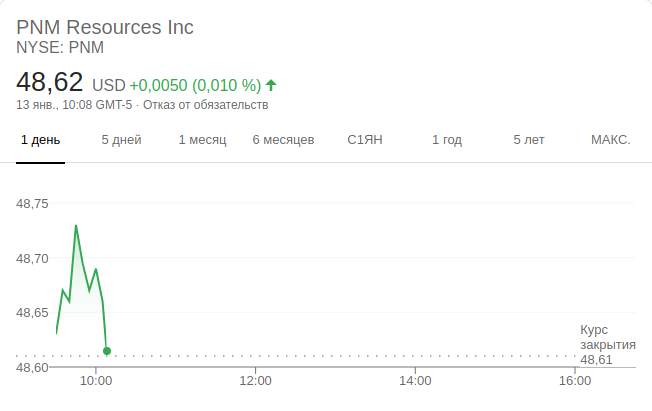 PNM Resources Inc
NYSE: PNM
48,62 USD +0,0050 (0,010 %)
13 янв., 10:08 GMT-5 · Отказ от обязательств
1 день 5 дней 1 месяц 6 месяцев С1ЯН 1 год 5 лет МАКС.
48,75
48,70
48,65
48,60
Курс
закрытия
48,61
10:00 12:00 14:00 16:00